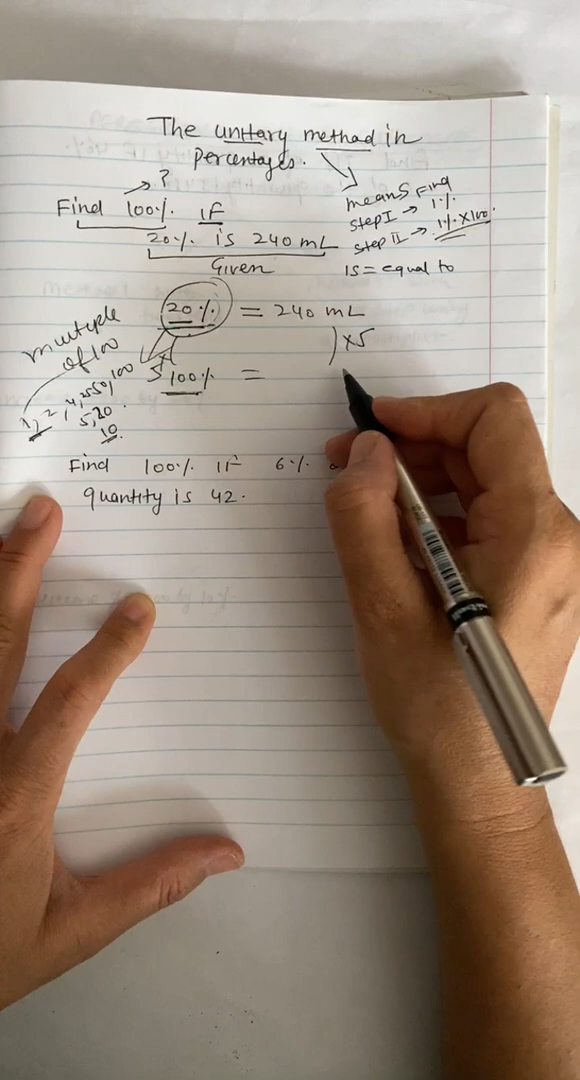 The unitary method in
percentages.
?
Find 100%. if
20% is 240 mL
Given
means Find
Step I → 1%
Step II → 1% × 100.
is = equal to
20% = 240 mL
) ×5
100% =
multiple
of 100
1, 2, 4, 25, 50, 100
5, 20
10.
Find 100% if 6%
quantity is 42.